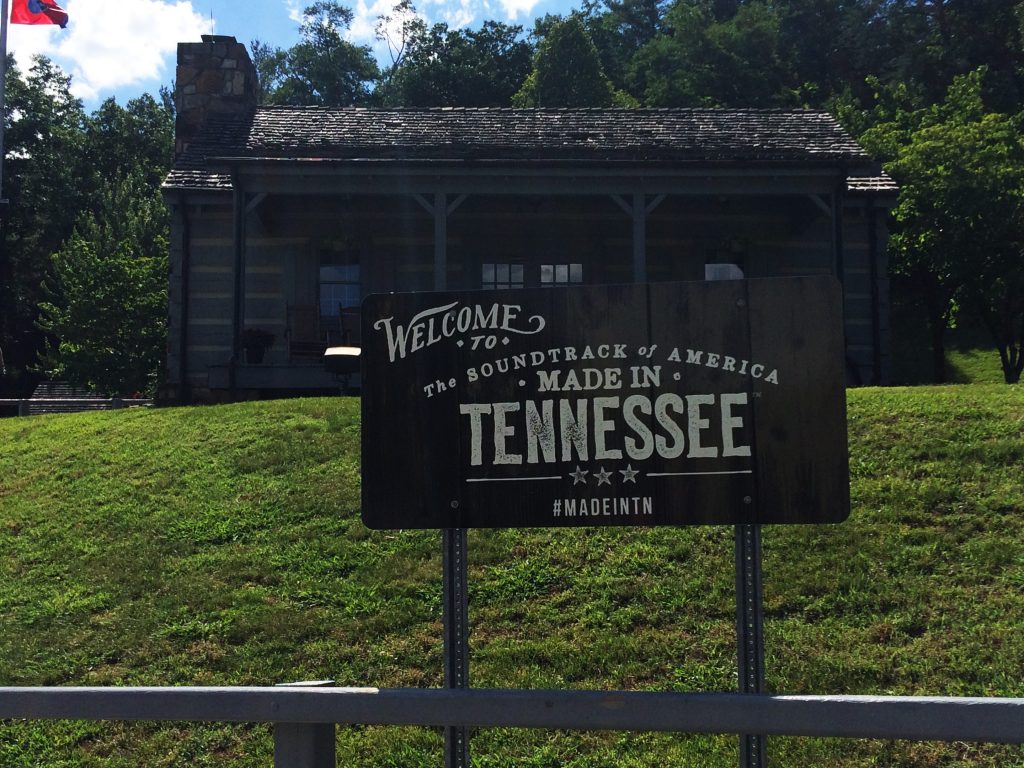 WELCOME
TO
The SOUNDTRACK of AMERICA
MADE IN
TENNESSEE
#MADEINTN